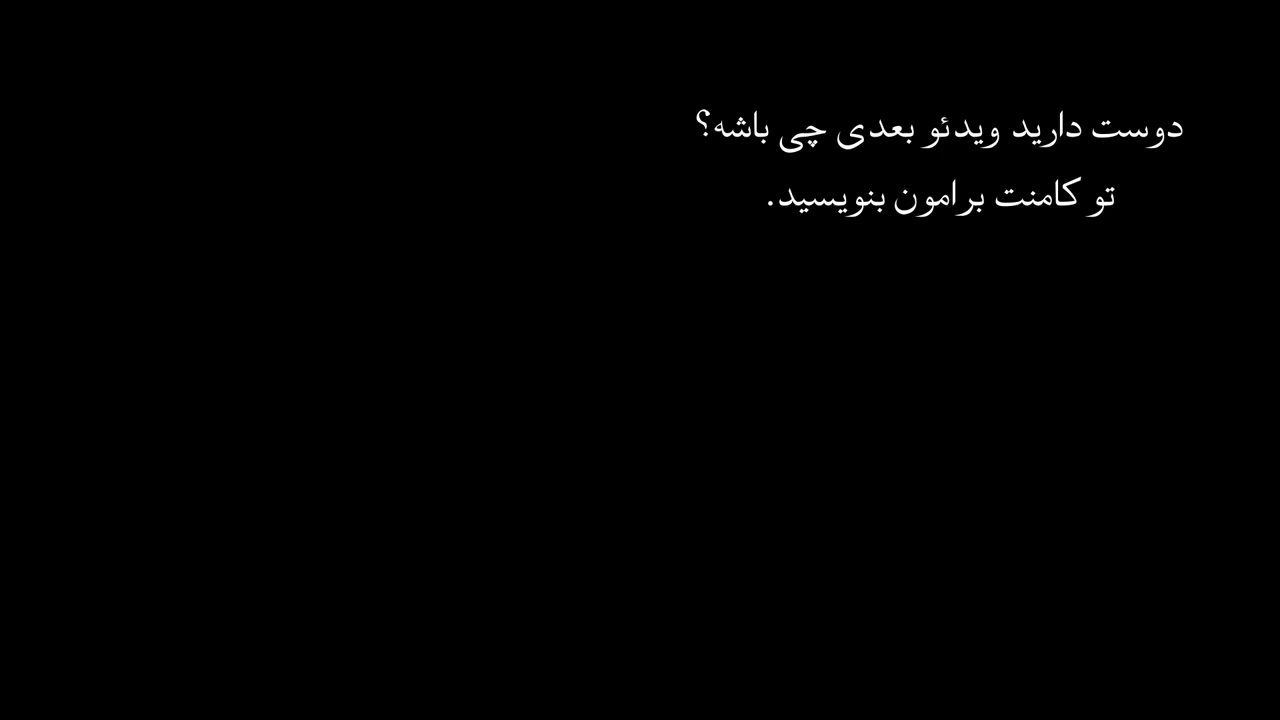 دوست دارید ویدئو بعدی چی باشه؟
تو کامنت برامون بنویسید.